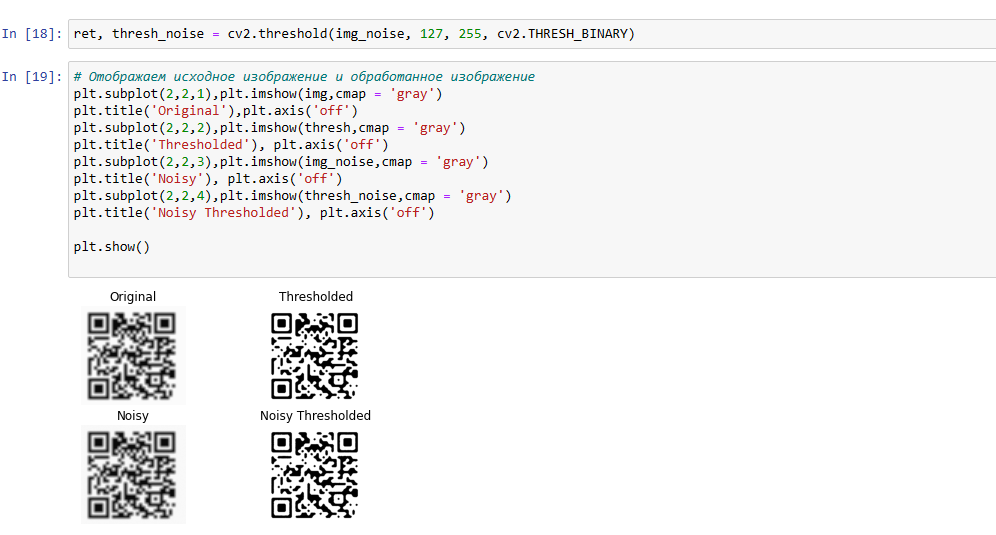 In [18]: ret, thresh_noise = cv2.threshold(img_noise, 127, 255, cv2.THRESH_BINARY)
In [19]: # Отображаем исходное изображение и обработанное изображение
plt.subplot(2,2,1),plt.imshow(img,cmap = 'gray')
plt.title('Original'),plt.axis('off')
plt.subplot(2,2,2),plt.imshow(thresh,cmap = 'gray')
plt.title('Thresholded'), plt.axis('off')
plt.subplot(2,2,3),plt.imshow(img_noise,cmap = 'gray')
plt.title('Noisy'), plt.axis('off')
plt.subplot(2,2,4),plt.imshow(thresh_noise,cmap = 'gray')
plt.title('Noisy Thresholded'), plt.axis('off')
plt.show()
Original Thresholded
Noisy Noisy Thresholded